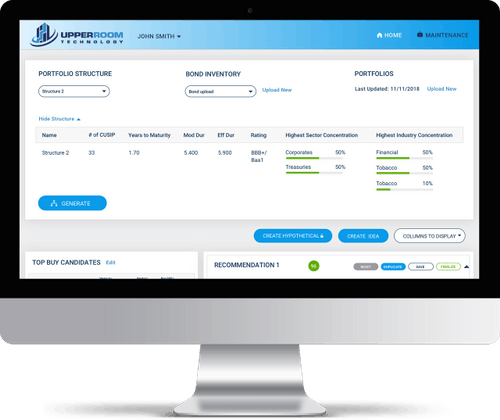 UPPERROOM
TECHNOLOGY
JOHN SMITH
HOME
MAINTENANCE
PORTFOLIO STRUCTURE
BOND INVENTORY
PORTFOLIOS
Structure 2
Bond upload
Upload New
Last Updated: 11/11/2018
Upload New
Hide Structure
Name # of CUSIP Years to Maturity Mod Dur Eff Dur Rating Highest Sector Concentration Highest Industry Concentration
Structure 2 33 1.70 5.400 5.900 BBB+/ Corporates 50% Financial 50%
Baa1
Treasuries 50% Tobacco 50%
Tobacco 10%
GENERATE
CREATE HYPOTHETICAL
CREATE IDEA
COLUMNS TO DISPLAY
TOP BUY CANDIDATES Edit
RECOMMENDATION 1
DUPLICATE
SAVE